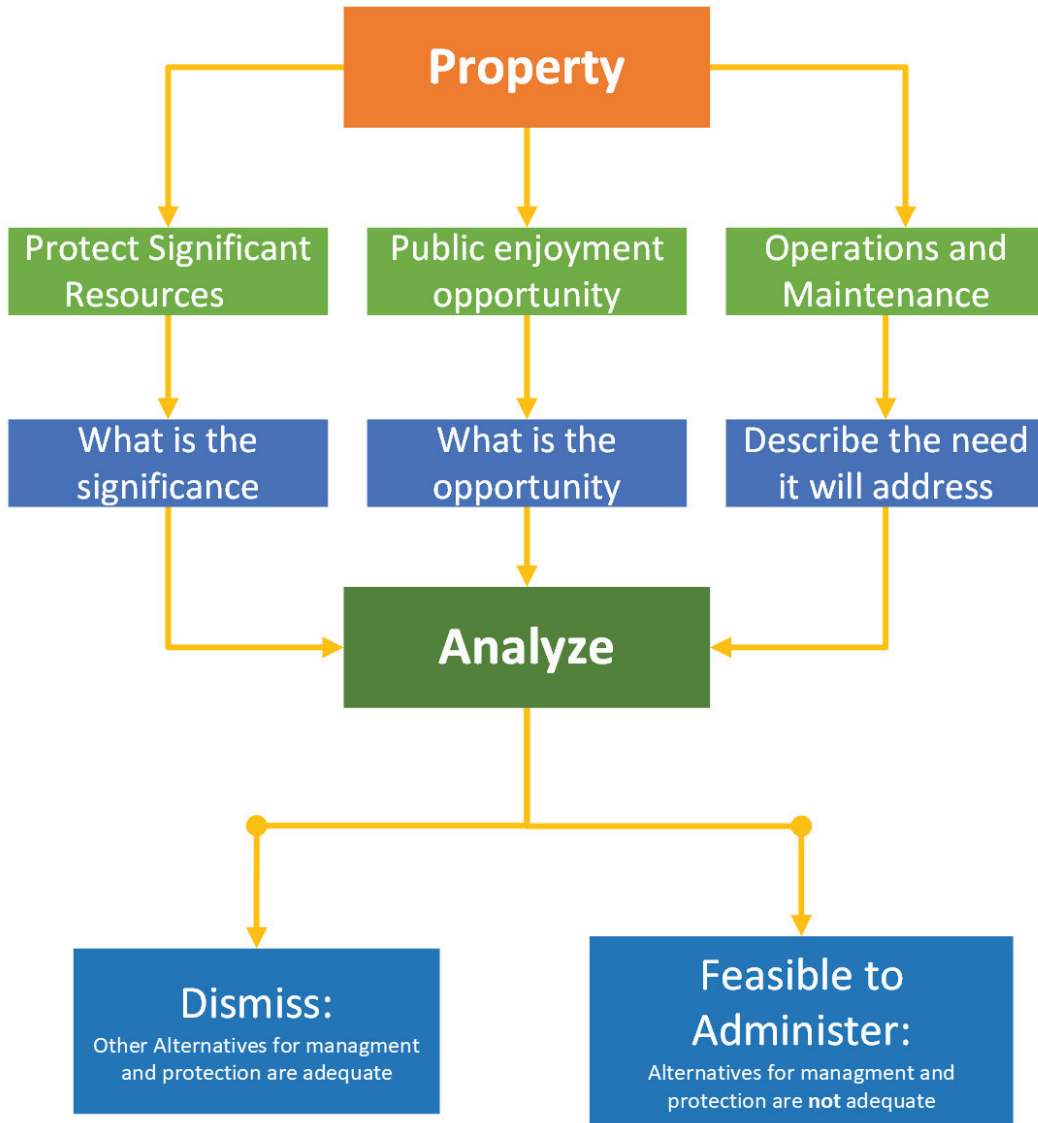 Property
Protect Significant
Resources
Public enjoyment
opportunity
Operations and
Maintenance
What is the
significance
What is the
opportunity
Describe the need
it will address
Analyze
Dismiss:
Other Alternatives for managment
and protection are adequate
Feasible to
Administer:
Alternatives for managment and
protection are not adequate